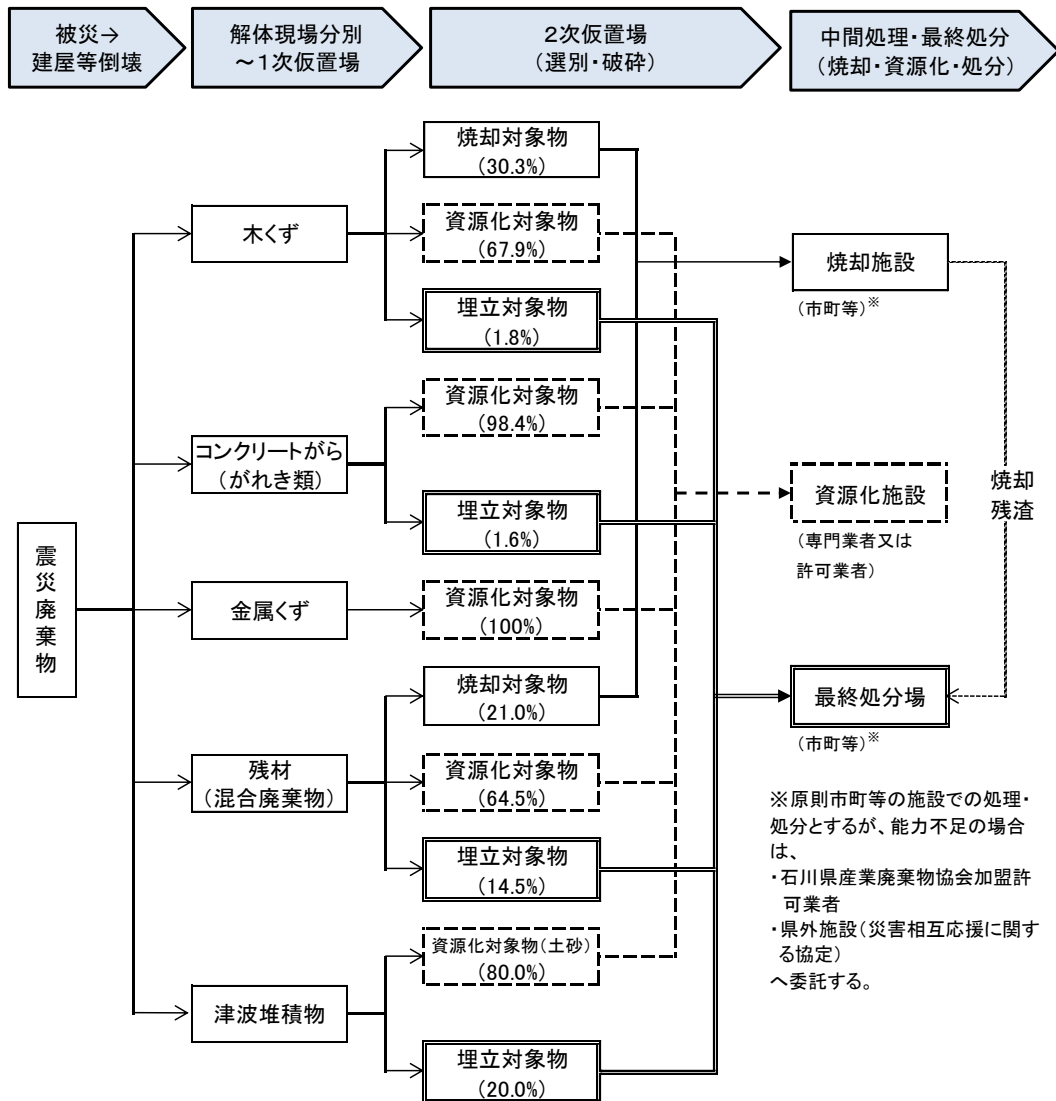 被災→
建屋等倒壊
解体現場分別
～1次仮置場
2次仮置場
(選別・破砕)
中間処理・最終処分
(焼却・資源化・処分)
震災廃棄物
木くず
焼却対象物
(30.3%)
資源化対象物
(67.9%)
埋立対象物
(1.8%)
コンクリートがら
(がれき類)
資源化対象物
(98.4%)
埋立対象物
(1.6%)
金属くず
資源化対象物
(100%)
残材
(混合廃棄物)
焼却対象物
(21.0%)
資源化対象物
(64.5%)
埋立対象物
(14.5%)
津波堆積物
資源化対象物(土砂)
(80.0%)
埋立対象物
(20.0%)
焼却施設
(市町等)※
資源化施設
(専門業者又は
許可業者)
焼却
残渣
最終処分場
(市町等)※
※原則市町等の施設での処理・
処分とするが、能力不足の場合
は、
・石川県産業廃棄物協会加盟許
可業者
・県外施設(災害相互応援に関す
る協定)
へ委託する。